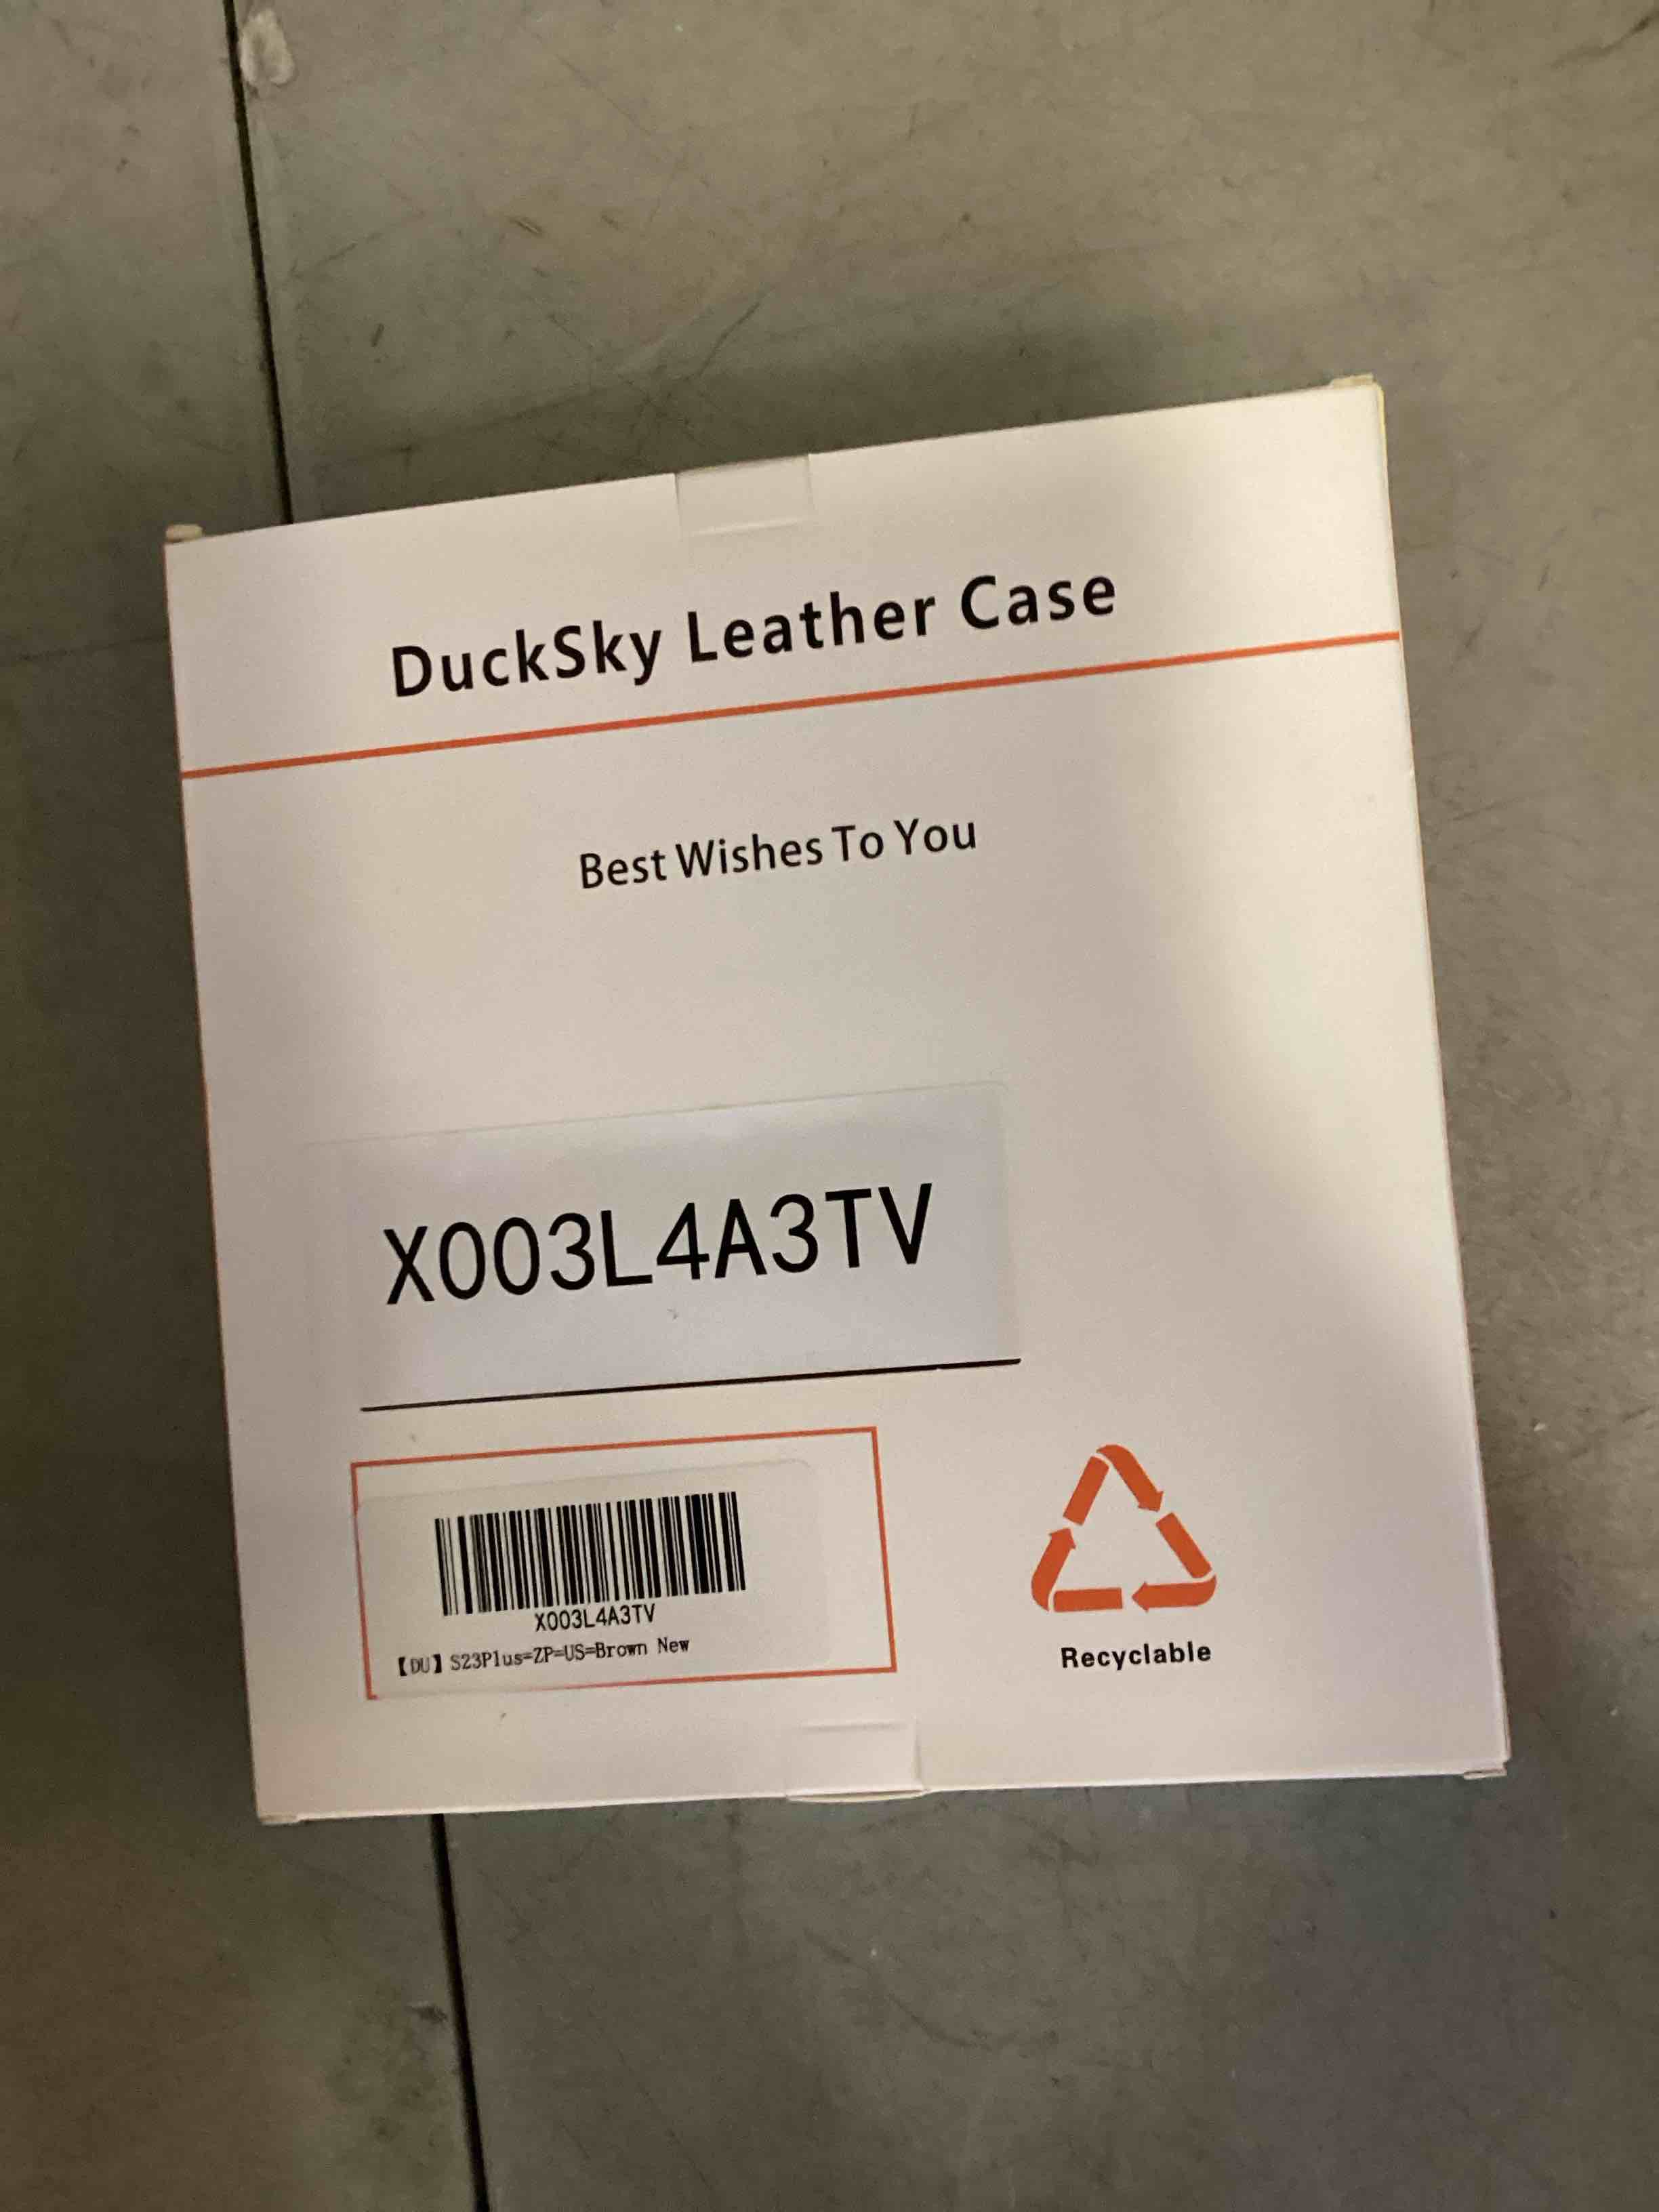 DuckSky Leather Case
Best Wishes To You
X003L4A3TV
X003L4A3TV
【DU】S23Plus=ZP=US=Brown New
Recyclable